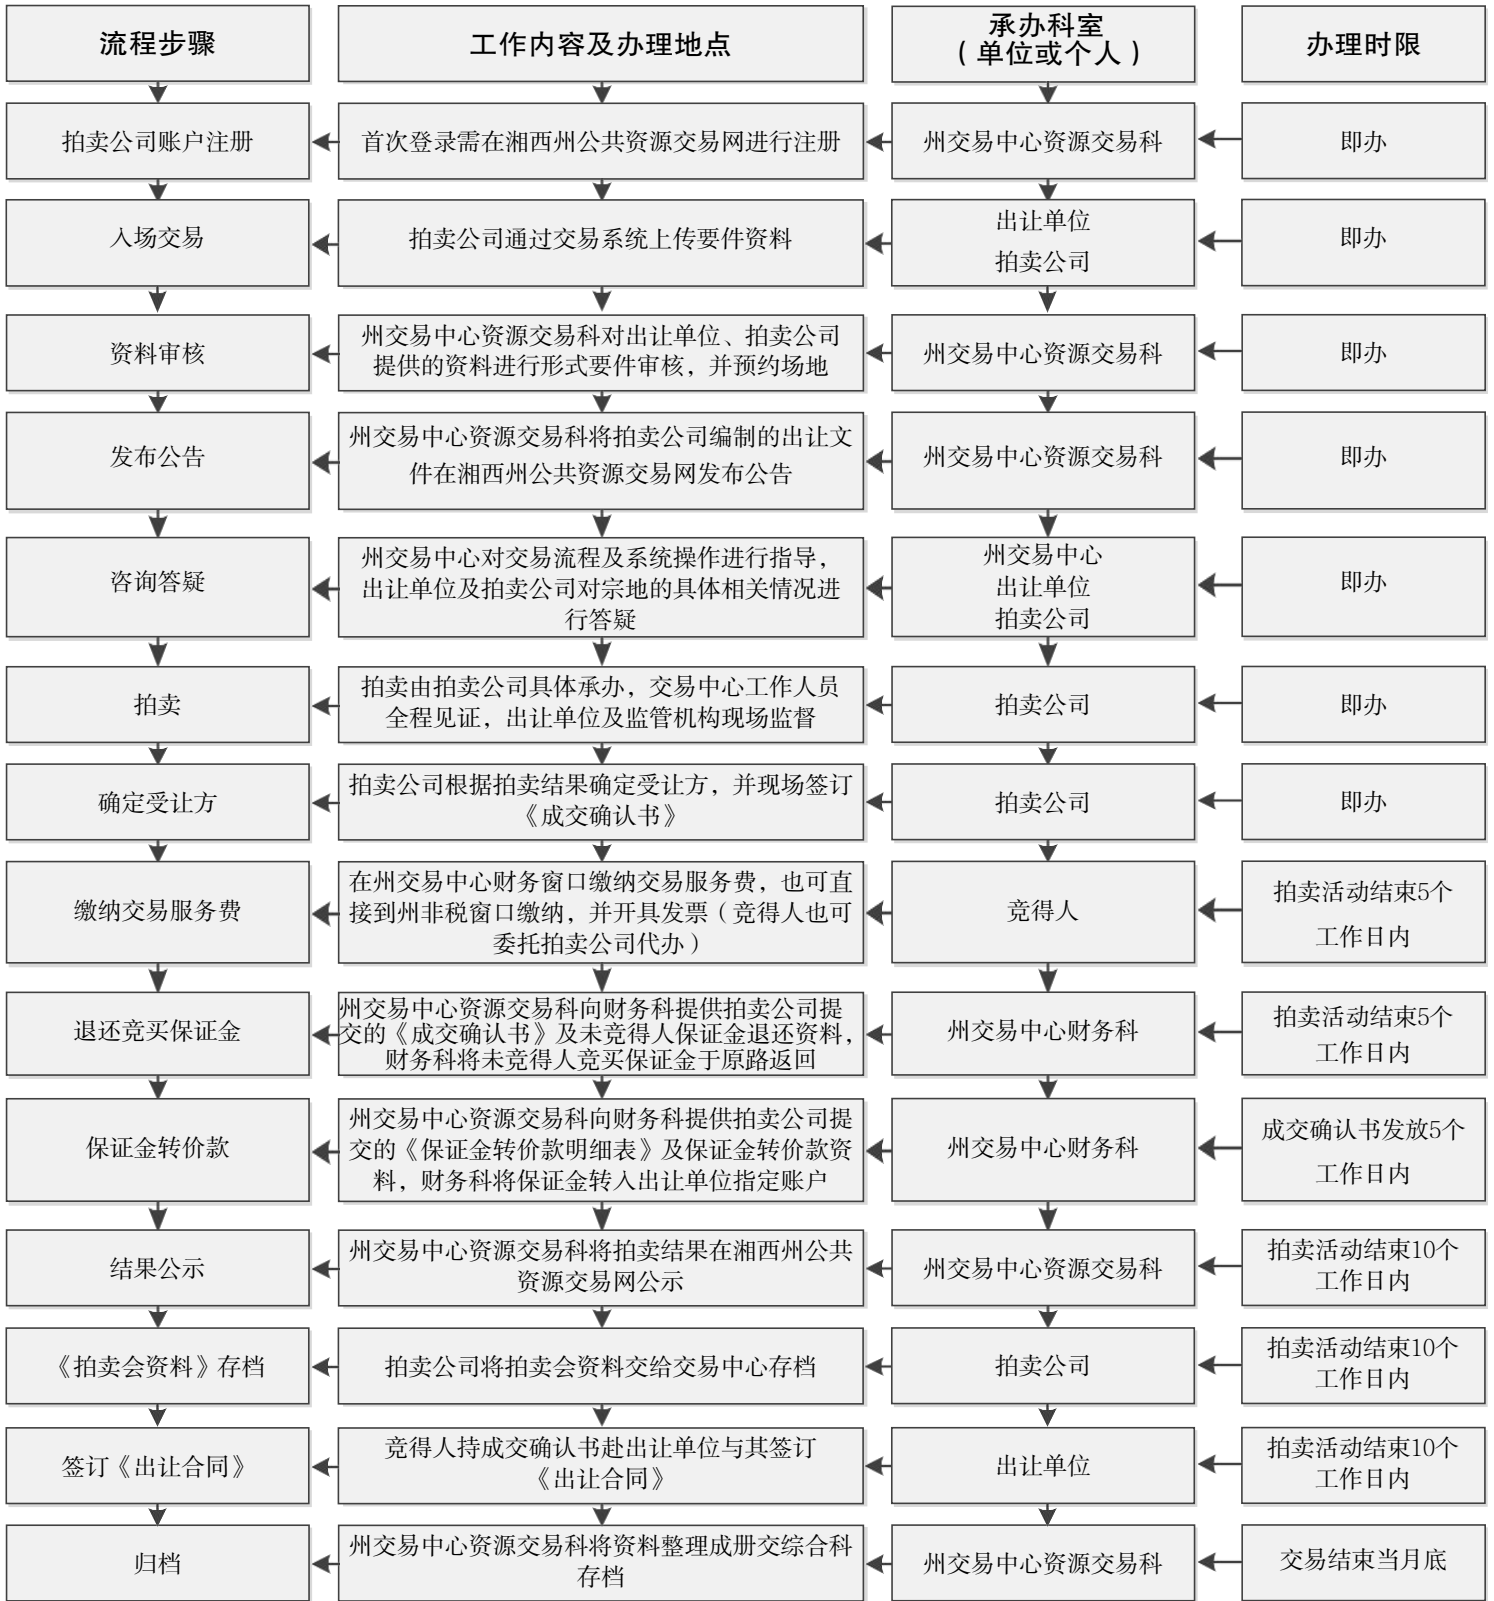 流程步骤
工作内容及办理地点
承办科室
（单位或个人）
办理时限
拍卖公司账户注册
首次登录需在湘西州公共资源交易网进行注册
州交易中心资源交易科
即办
入场交易
拍卖公司通过交易系统上传要件资料
出让单位
拍卖公司
即办
资料审核
州交易中心资源交易科对出让单位、拍卖公司
提供的资料进行形式要件审核，并预约场地
州交易中心资源交易科
即办
发布公告
州交易中心资源交易科将拍卖公司编制的出让文
件在湘西州公共资源交易网发布公告
州交易中心资源交易科
即办
咨询答疑
州交易中心对交易流程及系统操作进行指导，
出让单位及拍卖公司对宗地的具体相关情况进
行答疑
州交易中心
出让单位
拍卖公司
即办
拍卖
拍卖由拍卖公司具体承办，交易中心工作人员
全程见证，出让单位及监管机构现场监督
拍卖公司
即办
确定受让方
拍卖公司根据拍卖结果确定受让方，并现场签订
《成交确认书》
拍卖公司
即办
缴纳交易服务费
在州交易中心财务窗口缴纳交易服务费，也可直
接到州非税窗口缴纳，并开具发票（竞得人也可
委托拍卖公司代办）
竞得人
拍卖活动结束5个
工作日内
退还竞买保证金
州交易中心资源交易科向财务科提供拍卖公司提
交的《成交确认书》及未竞得人保证金退还资料，
财务科将未竞得人竞买保证金于原路返回
州交易中心财务科
拍卖活动结束5个
工作日内
保证金转价款
州交易中心资源交易科向财务科提供拍卖公司提
交的《保证金转价款明细表》及保证金转价款资
料，财务科将保证金转入出让单位指定账户
州交易中心财务科
成交确认书发放5个
工作日内
结果公示
州交易中心资源交易科将拍卖结果在湘西州公共
资源交易网公示
州交易中心资源交易科
拍卖活动结束10个
工作日内
《拍卖会资料》存档
拍卖公司将拍卖会资料交给交易中心存档
拍卖公司
拍卖活动结束10个
工作日内
签订《出让合同》
竞得人持成交确认书赴出让单位与其签订
《出让合同》
出让单位
拍卖活动结束10个
工作日内
归档
州交易中心资源交易科将资料整理成册交综合科
存档
州交易中心资源交易科
交易结束当月底